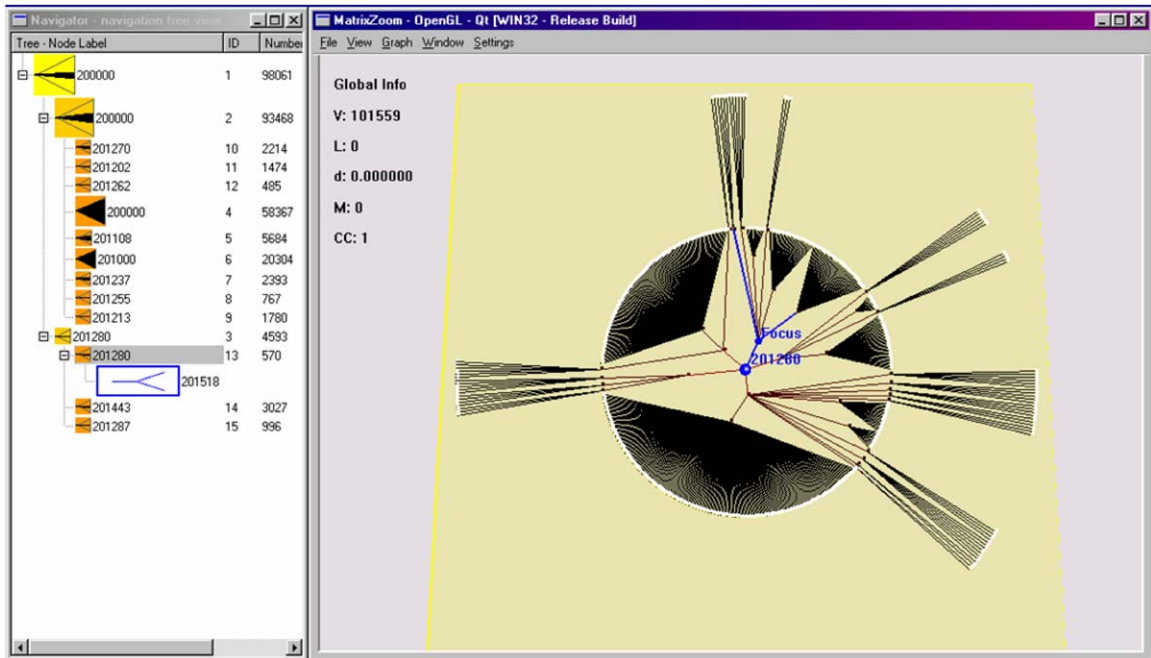 Navigator - navigation tree view
Tree - Node Label ID Number
200000 1 98061
200000 2 93468
201270 10 2214
201202 11 1474
201262 12 485
200000 4 58367
201108 5 5684
201000 6 20304
201237 7 2393
201255 8 767
201213 9 1780
201280 3 4593
201280 13 570
201518
201443 14 3027
201287 15 996
MatrixZoom - OpenGL - Qt [WIN32 - Release Build]
File View Graph Window Settings
Global Info
V: 101559
L: 0
d: 0.000000
M: 0
CC: 1
Focus
201280